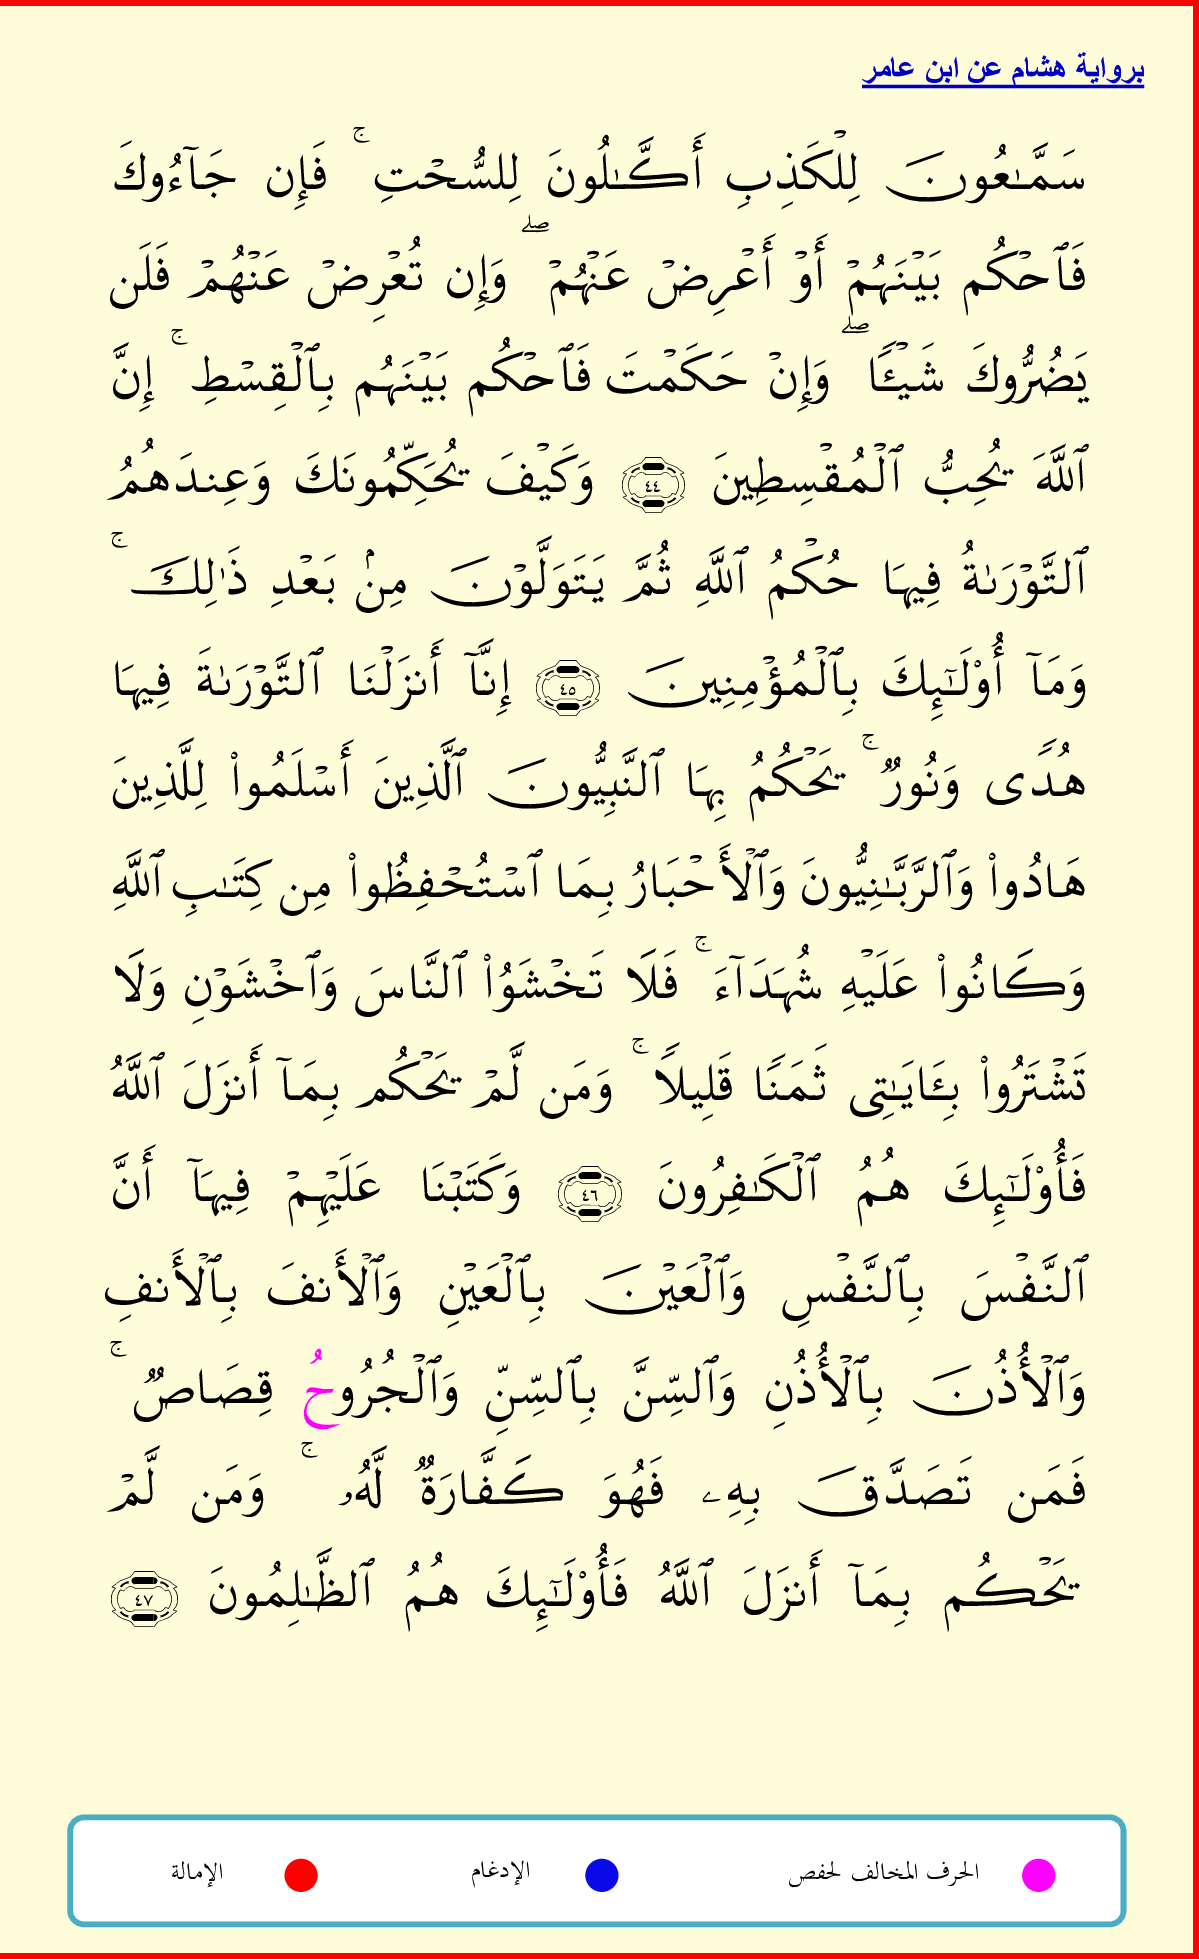 برواية هشام عن ابن عامر
سَمَّـٰعُونَ لِلْكَذِبِ أَكَّـٰلُونَ لِلسُّحْتِ ۚ فَإِن جَآءُوكَ
فَٱحْكُم بَيْنَهُمْ أَوْ أَعْرِضْ عَنْهُمْ ۖ وَإِن تُعْرِضْ عَنْهُمْ فَلَن
يَضُرُّوكَ شَيْـًٔا ۖ وَإِنْ حَكَمْتَ فَٱحْكُم بَيْنَهُم بِٱلْقِسْطِ ۚ إِنَّ
ٱللَّهَ يُحِبُّ ٱلْمُقْسِطِينَ ٤٤ وَكَيْفَ يُحَكِّمُونَكَ وَعِندَهُمُ
ٱلتَّوْرَىٰةُ فِيهَا حُكْمُ ٱللَّهِ ثُمَّ يَتَوَلَّوْنَ مِنۢ بَعْدِ ذَٰلِكَ ۚ
وَمَآ أُو۟لَـٰٓئِكَ بِٱلْمُؤْمِنِينَ ٤٥ إِنَّآ أَنزَلْنَا ٱلتَّوْرَىٰةَ فِيهَا
هُدًى وَنُورٌ ۚ يَحْكُمُ بِهَا ٱلنَّبِيُّونَ ٱلَّذِينَ أَسْلَمُوا۟ لِلَّذِينَ
هَادُوا۟ وَٱلرَّبَّـٰنِيُّونَ وَٱلْأَحْبَارُ بِمَا ٱسْتُحْفِظُوا۟ مِن كِتَـٰبِ ٱللَّهِ
وَكَانُوا۟ عَلَيْهِ شُهَدَآءَ ۚ فَلَا تَخْشَوُا۟ ٱلنَّاسَ وَٱخْشَوْنِ وَلَا
تَشْتَرُوا۟ بِـَٔايَـٰتِى ثَمَنًا قَلِيلًا ۚ وَمَن لَّمْ يَحْكُم بِمَآ أَنزَلَ ٱللَّهُ
فَأُو۟لَـٰٓئِكَ هُمُ ٱلْكَـٰفِرُونَ ٤٦ وَكَتَبْنَا عَلَيْهِمْ فِيهَآ أَنَّ
ٱلنَّفْسَ بِٱلنَّفْسِ وَٱلْعَيْنَ بِٱلْعَيْنِ وَٱلْأَنفَ بِٱلْأَنفِ
وَٱلْأُذُنَ بِٱلْأُذُنِ وَٱلسِّنَّ بِٱلسِّنِّ وَٱلْجُرُوحُ قِصَاصٌ ۚ
فَمَن تَصَدَّقَ بِهِۦ فَهُوَ كَفَّارَةٌ لَّهُۥ ۚ وَمَن لَّمْ
يَحْكُم بِمَآ أَنزَلَ ٱللَّهُ فَأُو۟لَـٰٓئِكَ هُمُ ٱلظَّـٰلِمُونَ ٤٧
الحرف المخالف لحفص الإدغام الإمالة